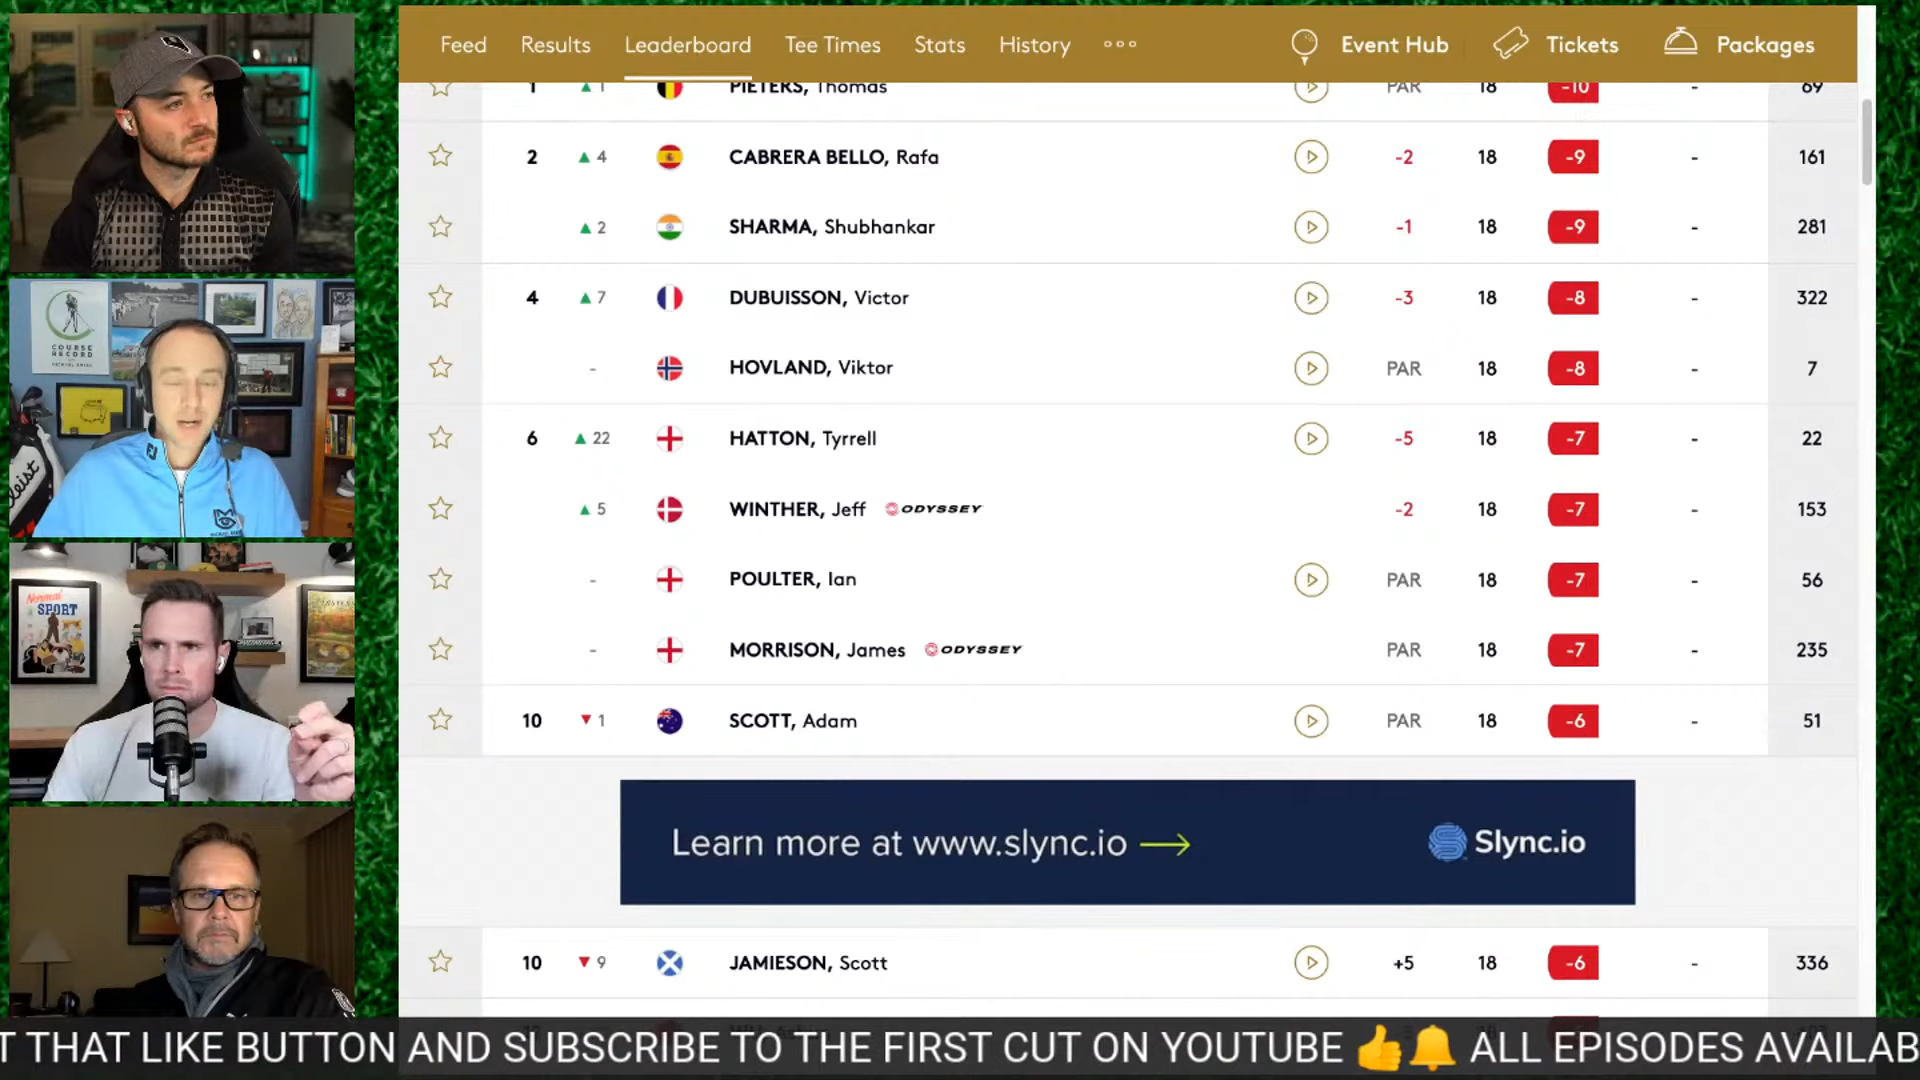 Feed Results Leaderboard Tee Times Stats History Event Hub Tickets Packages
1 1 PIETERS, Thomas PAR 18 -10 - 69
2 4 CABRERA BELLO, Rafa -2 18 -9 - 161
2 SHARMA, Shubhankar -1 18 -9 - 281
4 7 DUBUISSON, Victor -3 18 -8 - 322
- HOVLAND, Viktor PAR 18 -8 - 7
6 22 HATTON, Tyrrell -5 18 -7 - 22
5 WINTHER, Jeff ODYSSEY -2 18 -7 - 153
- POULTER, Ian PAR 18 -7 - 56
- MORRISON, James ODYSSEY PAR 18 -7 - 235
10 1 SCOTT, Adam PAR 18 -6 - 51
Learn more at www.slync.io → Slync.io
10 9 JAMIESON, Scott +5 18 -6 - 336
COURSE
RECORD
Normal
SPORT
T THAT LIKE BUTTON AND SUBSCRIBE TO THE FIRST CUT ON YOUTUBE 👍🔔 ALL EPISODES AVAILAB